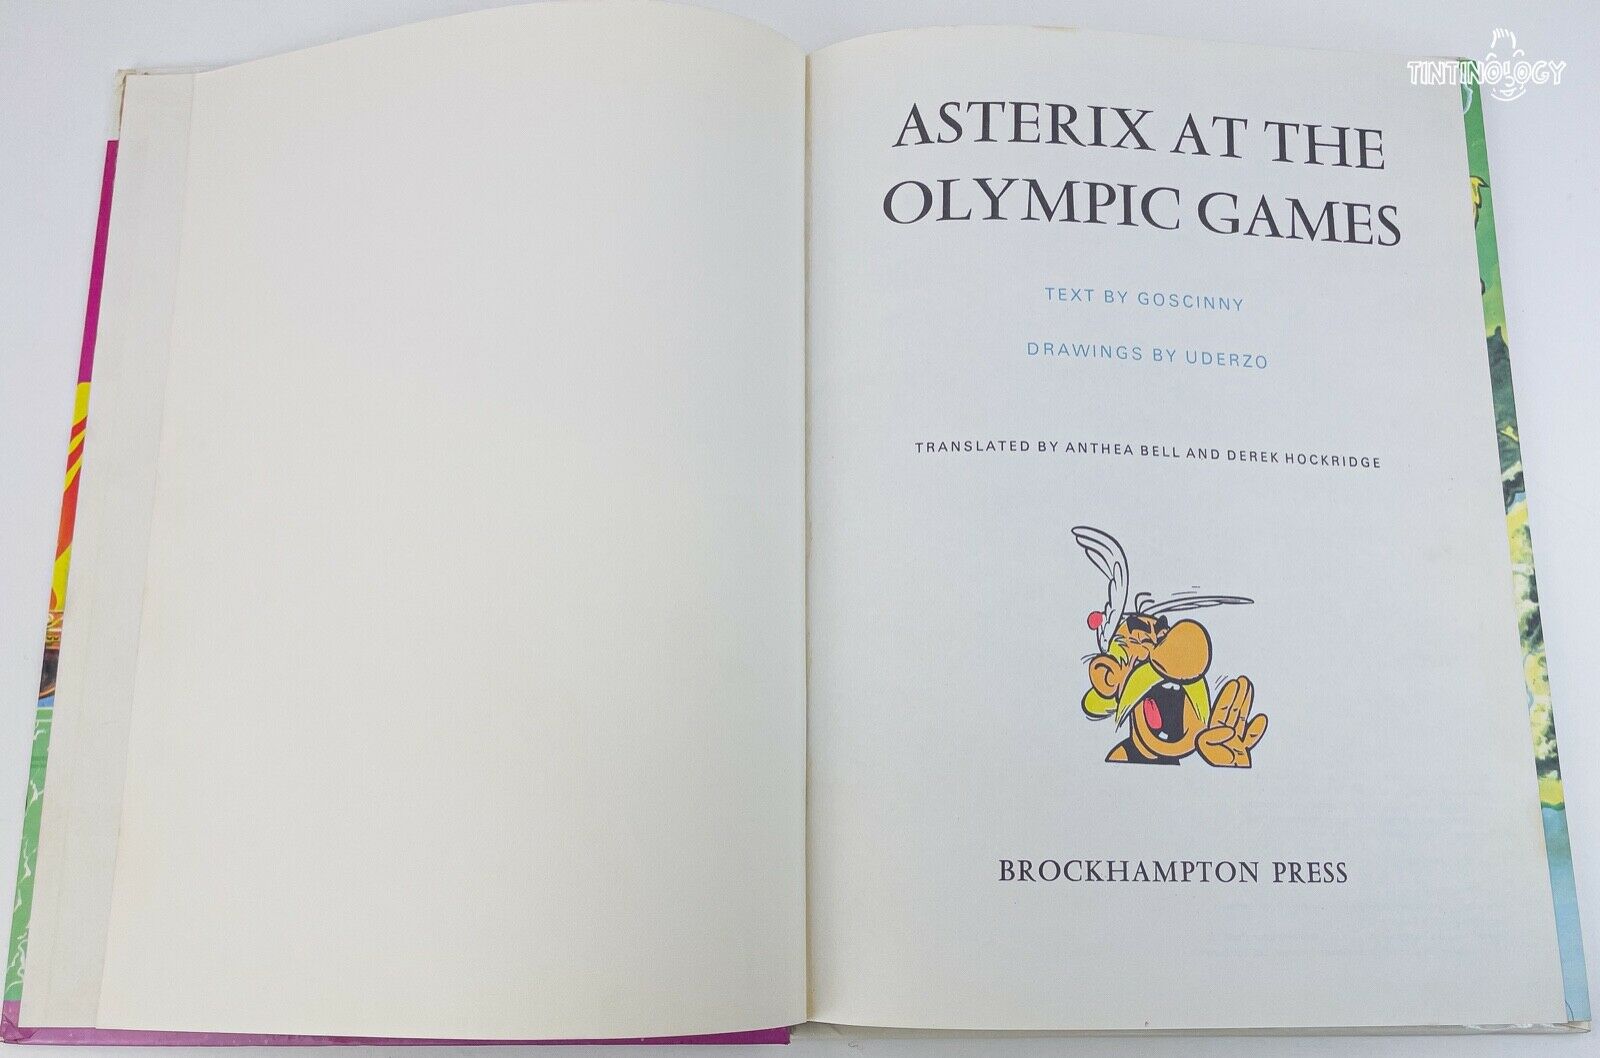 TINTINOLOGY
ASTERIX AT THE
OLYMPIC GAMES
TEXT BY GOSCINNY
DRAWINGS BY UDERZO
TRANSLATED BY ANTHEA BELL AND DEREK HOCKRIDGE
BROCKHAMPTON PRESS